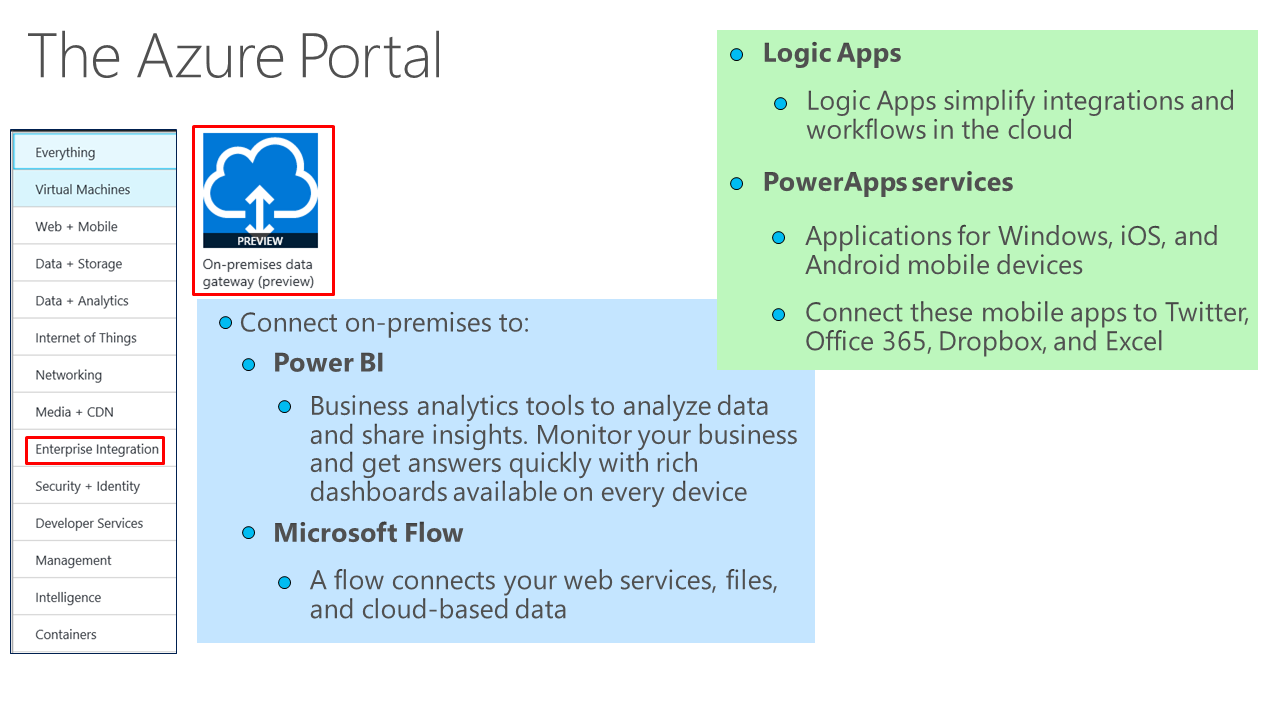 The Azure Portal
Everything
Virtual Machines
Web + Mobile
Data + Storage
Data + Analytics
Internet of Things
Networking
Media + CDN
Enterprise Integration
Security + Identity
Developer Services
Management
Intelligence
Containers
PREVIEW
On-premises data
gateway (preview)
Connect on-premises to:
Power BI
Business analytics tools to analyze data
and share insights. Monitor your business
and get answers quickly with rich
dashboards available on every device
Microsoft Flow
A flow connects your web services, files,
and cloud-based data
Logic Apps
Logic Apps simplify integrations and
workflows in the cloud
PowerApps services
Applications for Windows, iOS, and
Android mobile devices
Connect these mobile apps to Twitter,
Office 365, Dropbox, and Excel